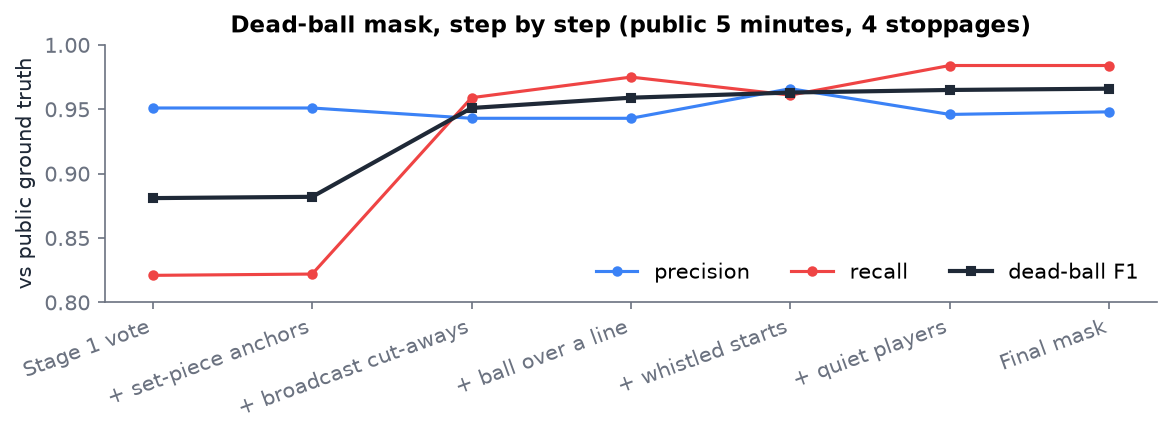 Dead-ball mask, step by step (public 5 minutes, 4 stoppages)
vs public ground truth
1.00
0.95
0.90
0.85
0.80
precision
recall
dead-ball F1
Stage 1 vote
+ set-piece anchors
+ broadcast cut-aways
+ ball over a line
+ whistled starts
+ quiet players
Final mask